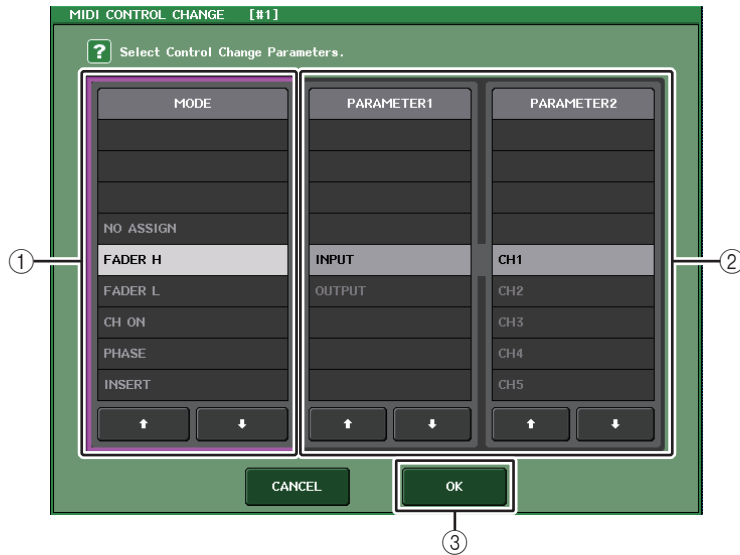 MIDI CONTROL CHANGE [#1]
? Select Control Change Parameters.
MODE PARAMETER1 PARAMETER2
NO ASSIGN
① FADER H INPUT CH1 ②
FADER L OUTPUT CH2
CH ON CH3
PHASE CH4
INSERT CH5
CANCEL OK
③